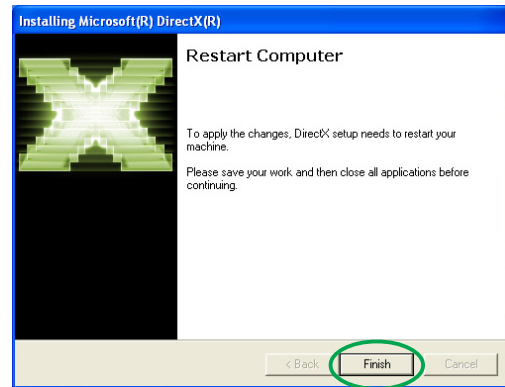 Installing Microsoft(R) DirectX(R)
Restart Computer
To apply the changes, DirectX setup needs to restart your
machine.
Please save your work and then close all applications before
continuing.
< Back
Finish
Cancel